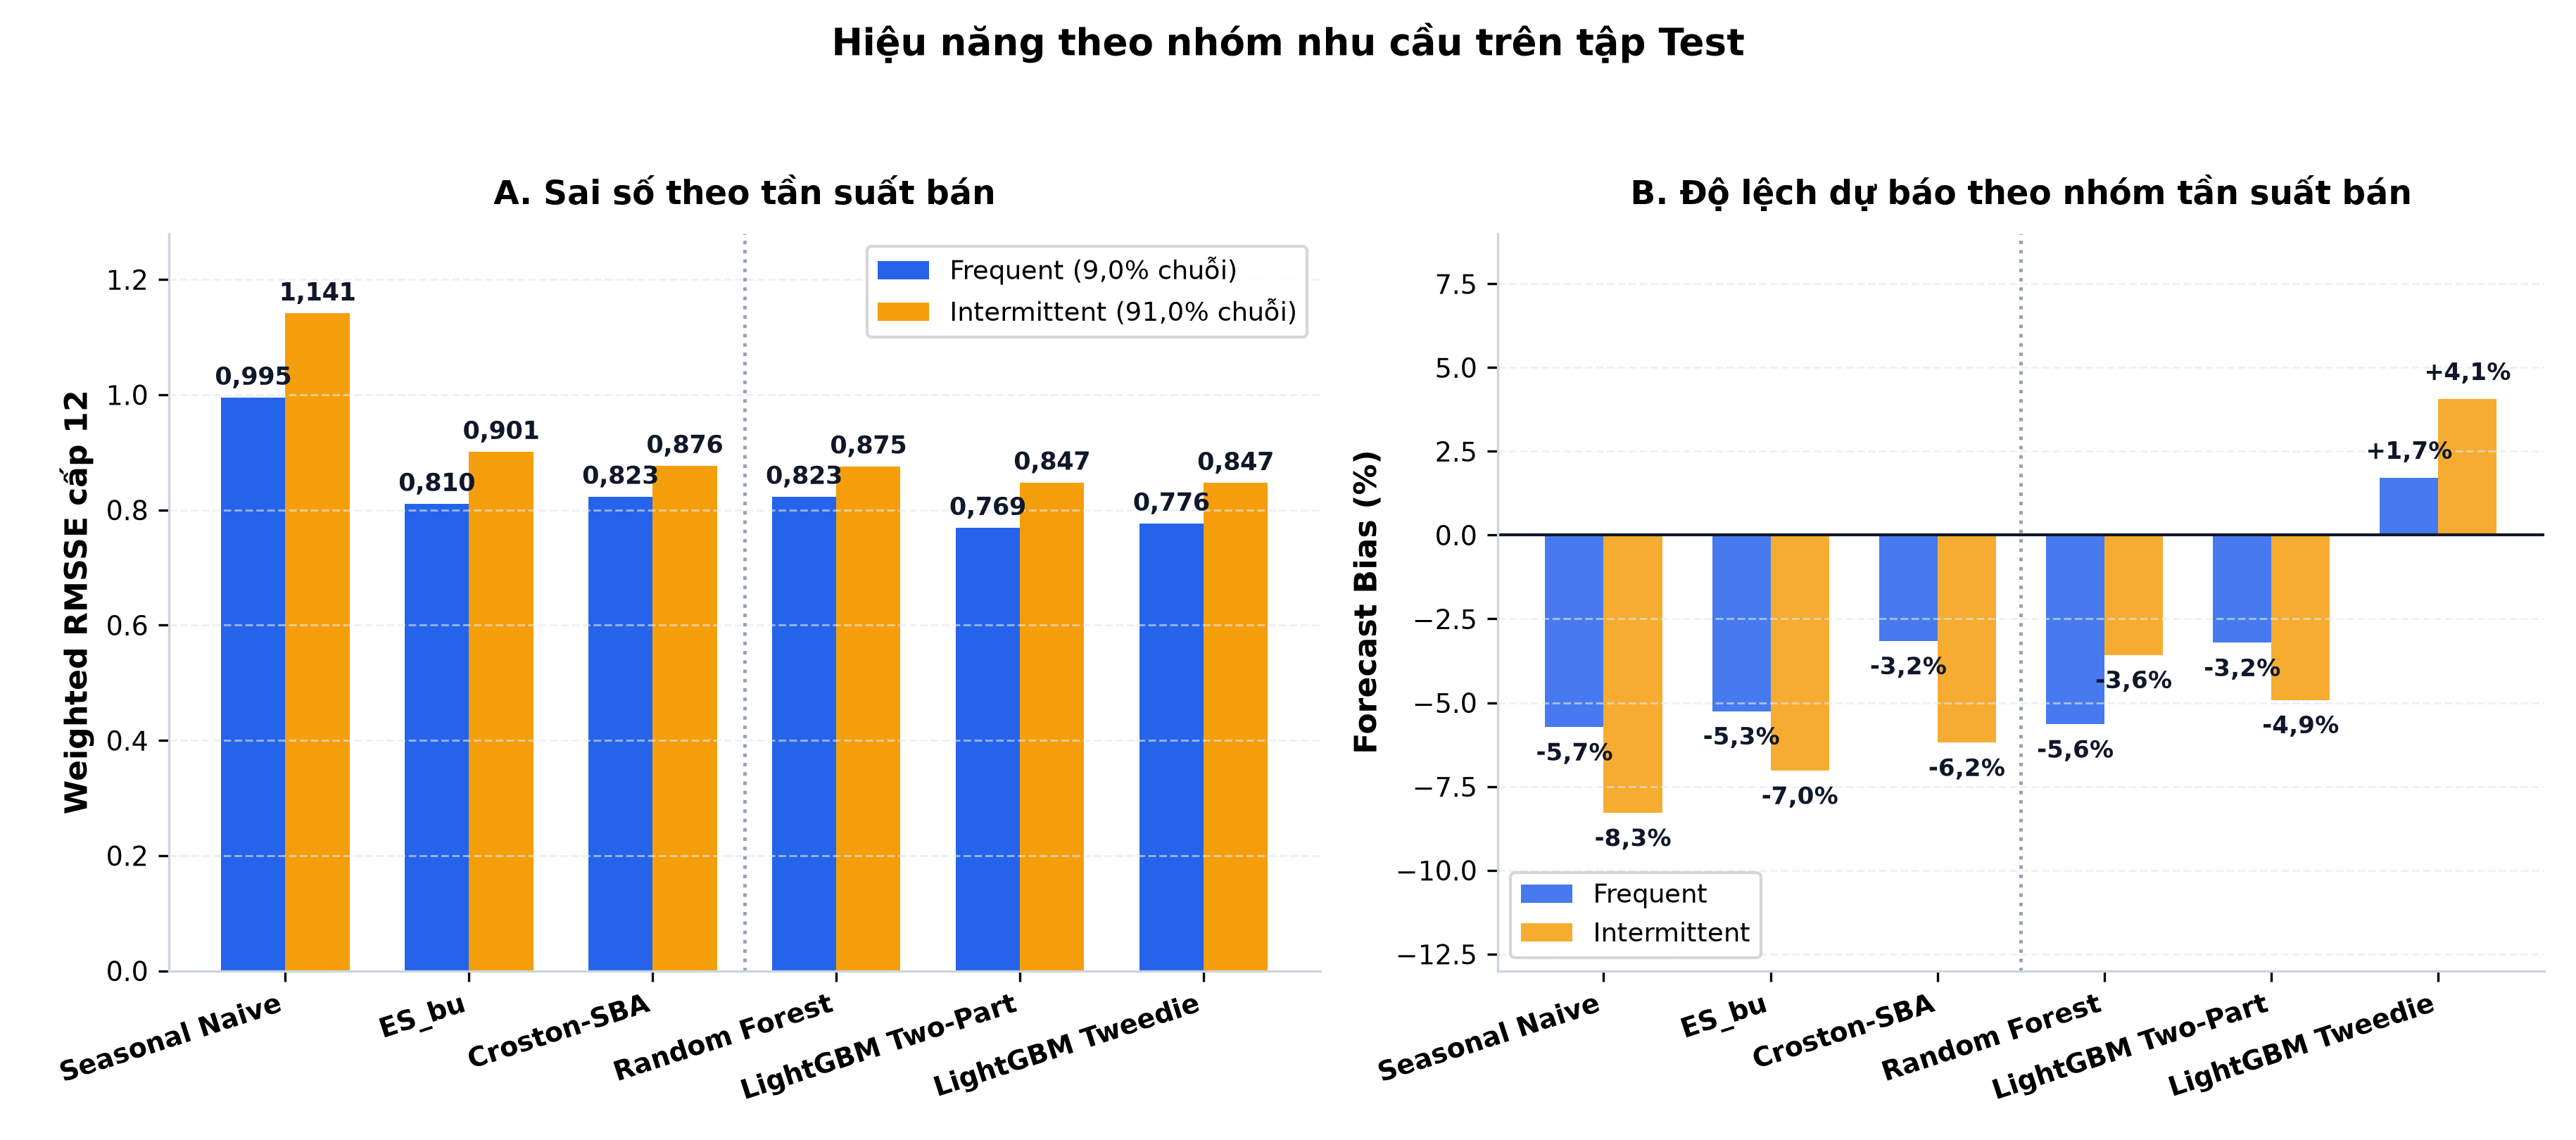 Hiệu năng theo nhóm nhu cầu trên tập Test
A. Sai số theo tần suất bán
Weighted RMSSE cấp 12
1.2
1.0
0.8
0.6
0.4
0.2
0.0
Frequent (9,0% chuỗi)
Intermittent (91,0% chuỗi)
0,995
1,141
0,810
0,901
0,823
0,876
0,823
0,875
0,769
0,847
0,776
0,847
Seasonal Naive
ES_bu
Croston-SBA
Random Forest
LightGBM Two-Part
LightGBM Tweedie
B. Độ lệch dự báo theo nhóm tần suất bán
Forecast Bias (%)
7.5
5.0
2.5
0.0
−2.5
−5.0
−7.5
−10.0
−12.5
-5,7%
-8,3%
-5,3%
-7,0%
-3,2%
-6,2%
-5,6%
-3,6%
-3,2%
-4,9%
+1,7%
+4,1%
Frequent
Intermittent
Seasonal Naive
ES_bu
Croston-SBA
Random Forest
LightGBM Two-Part
LightGBM Tweedie